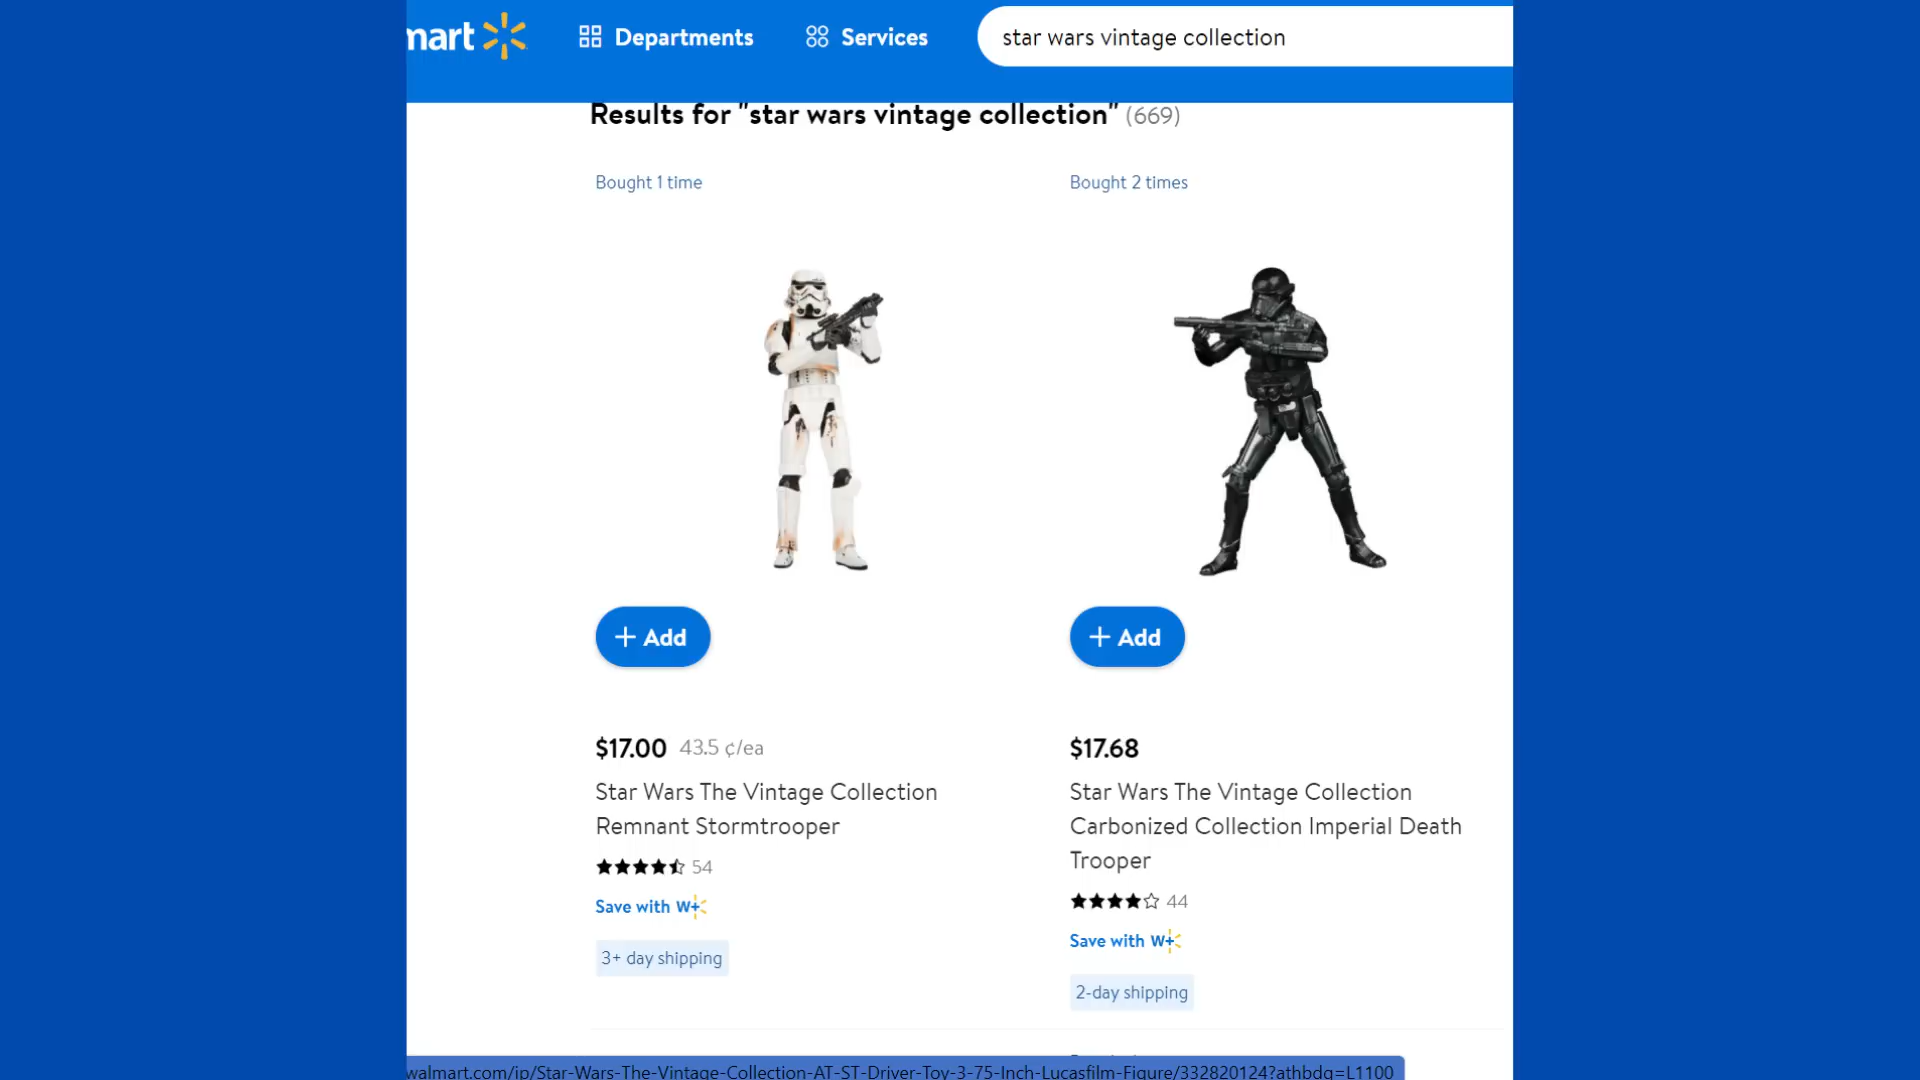 mart
Departments
Services
star wars vintage collection
Results for "star wars vintage collection" (669)
Bought 1 time
Bought 2 times
+ Add
+ Add
$17.00 43.5 ¢/ea
Star Wars The Vintage Collection
Remnant Stormtrooper
54
Save with W+
3+ day shipping
$17.68
Star Wars The Vintage Collection
Carbonized Collection Imperial Death
Trooper
44
Save with W+
2-day shipping
walmart.com/ip/Star-Wars-The-Vintage-Collection-AT-ST-Driver-Toy-3-75-Inch-Lucasfilm-Figure/332820124?athbdg=L1100